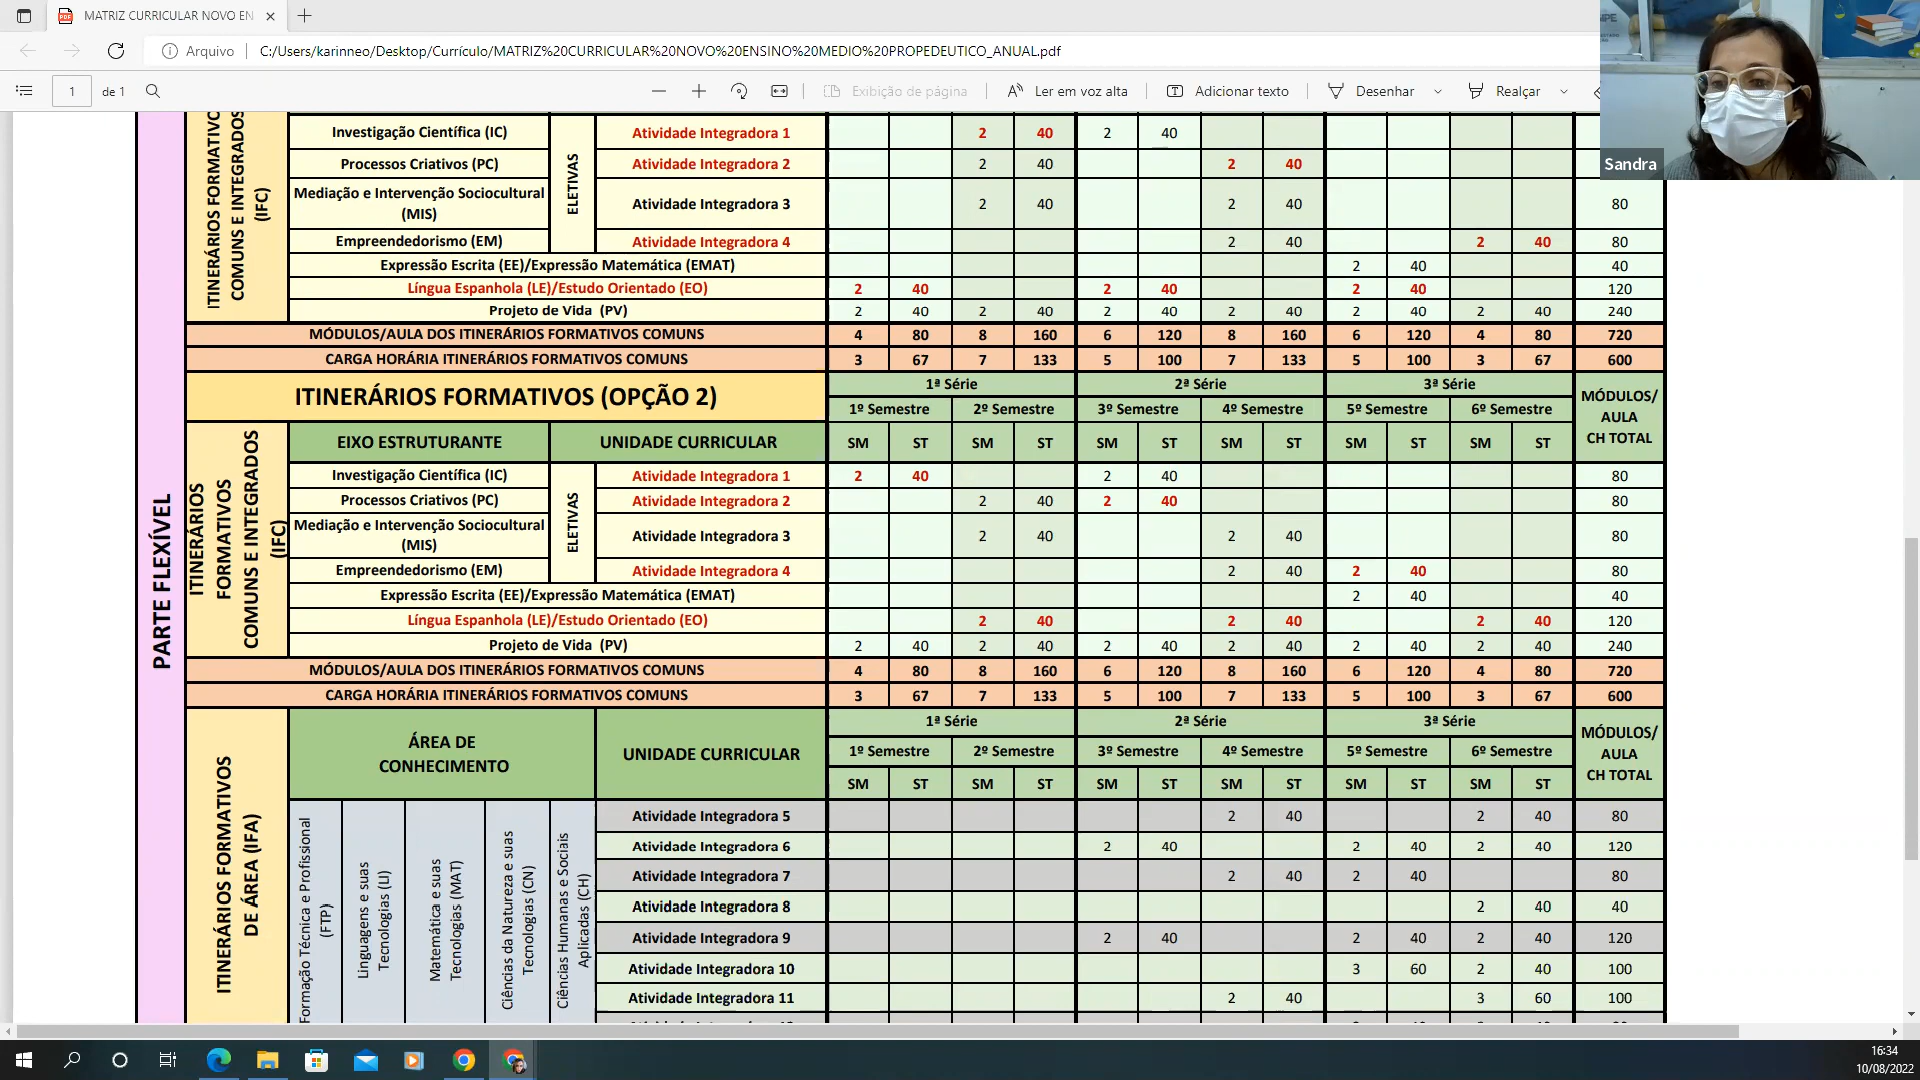 MATRIZ CURRICULAR NOVO EN
Arquivo C:/Users/karinneo/Desktop/Currículo/MATRIZ%20CURRICULAR%20NOVO%20ENSINO%20MEDIO%20PROPEDEUTICO_ANUAL.pdf
1 de 1 Exibição de página Ler em voz alta Adicionar texto Desenhar Realçar
Sandra
PARTE FLEXÍVEL
ITINERÁRIOS FORMATIVO
COMUNS E INTEGRADOS
(IFC)
ELETIVAS
Investigação Científica (IC) Atividade Integradora 1 2 40 2 40
Processos Criativos (PC) Atividade Integradora 2 2 40 2 40
Mediação e Intervenção Sociocultural
(MIS) Atividade Integradora 3 2 40 2 40 80
Empreendedorismo (EM) Atividade Integradora 4 2 40 2 40 80
Expressão Escrita (EE)/Expressão Matemática (EMAT) 2 40 40
Língua Espanhola (LE)/Estudo Orientado (EO) 2 40 2 40 2 40 120
Projeto de Vida (PV) 2 40 2 40 2 40 2 40 2 40 2 40 240
MÓDULOS/AULA DOS ITINERÁRIOS FORMATIVOS COMUNS 4 80 8 160 6 120 8 160 6 120 4 80 720
CARGA HORÁRIA ITINERÁRIOS FORMATIVOS COMUNS 3 67 7 133 5 100 7 133 5 100 3 67 600
ITINERÁRIOS FORMATIVOS (OPÇÃO 2) 1ª Série 2ª Série 3ª Série MÓDULOS/
AULA
CH TOTAL
1º Semestre 2º Semestre 3º Semestre 4º Semestre 5º Semestre 6º Semestre
EIXO ESTRUTURANTE UNIDADE CURRICULAR SM ST SM ST SM ST SM ST SM ST SM ST
ITINERÁRIOS
FORMATIVOS
COMUNS E INTEGRADOS
(IFC)
ELETIVAS
Investigação Científica (IC) Atividade Integradora 1 2 40 2 40 80
Processos Criativos (PC) Atividade Integradora 2 2 40 2 40 80
Mediação e Intervenção Sociocultural
(MIS) Atividade Integradora 3 2 40 2 40 80
Empreendedorismo (EM) Atividade Integradora 4 2 40 2 40 80
Expressão Escrita (EE)/Expressão Matemática (EMAT) 2 40 40
Língua Espanhola (LE)/Estudo Orientado (EO) 2 40 2 40 2 40 120
Projeto de Vida (PV) 2 40 2 40 2 40 2 40 2 40 2 40 240
MÓDULOS/AULA DOS ITINERÁRIOS FORMATIVOS COMUNS 4 80 8 160 6 120 8 160 6 120 4 80 720
CARGA HORÁRIA ITINERÁRIOS FORMATIVOS COMUNS 3 67 7 133 5 100 7 133 5 100 3 67 600
ITINERÁRIOS FORMATIVOS
DE ÁREA (IFA)
ÁREA DE
CONHECIMENTO
UNIDADE CURRICULAR 1ª Série 2ª Série 3ª Série MÓDULOS/
AULA
CH TOTAL
1º Semestre 2º Semestre 3º Semestre 4º Semestre 5º Semestre 6º Semestre
SM ST SM ST SM ST SM ST SM ST SM ST
Formação Técnica e Profissional
(FTP)
Linguagens e suas
Tecnologias (LI)
Matemática e suas
Tecnologias (MAT)
Ciências da Natureza e suas
Tecnologias (CN)
Ciências Humanas e Sociais
Aplicadas (CH)
Atividade Integradora 5 2 40 2 40 80
Atividade Integradora 6 2 40 2 40 2 40 120
Atividade Integradora 7 2 40 2 40 80
Atividade Integradora 8 2 40 40
Atividade Integradora 9 2 40 2 40 2 40 120
Atividade Integradora 10 3 60 2 40 100
Atividade Integradora 11 2 40 3 60 100
16:34
10/08/2022